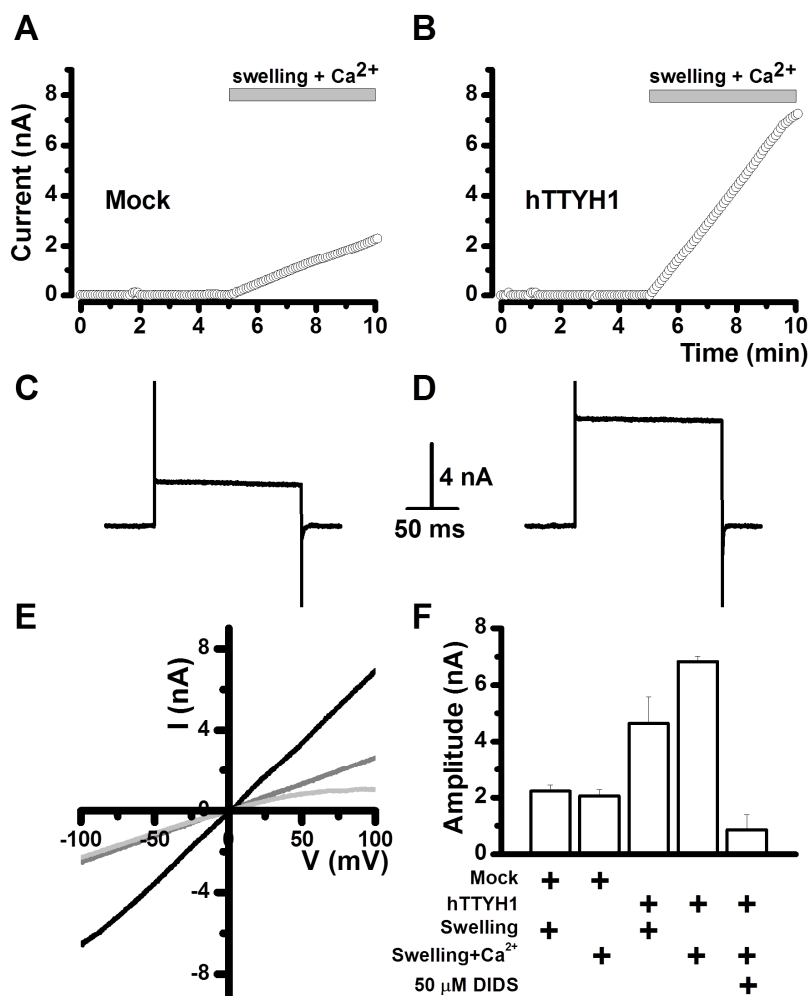 A
B
swelling + Ca2+
swelling + Ca2+
8
6
4
2
0
Current (nA)
Mock
0 2 4 6 8 10
8
6
4
2
0
hTTYH1
0 2 4 6 8 10
Time (min)
C
D
4 nA
50 ms
E
F
I (nA)
8
4
0
-4
-8
-100 -50 0 50 100
V (mV)
Amplitude (nA)
8
6
4
2
0
Mock + +
hTTYH1 + + +
Swelling + +
Swelling+Ca2+ + + +
50 μM DIDS +